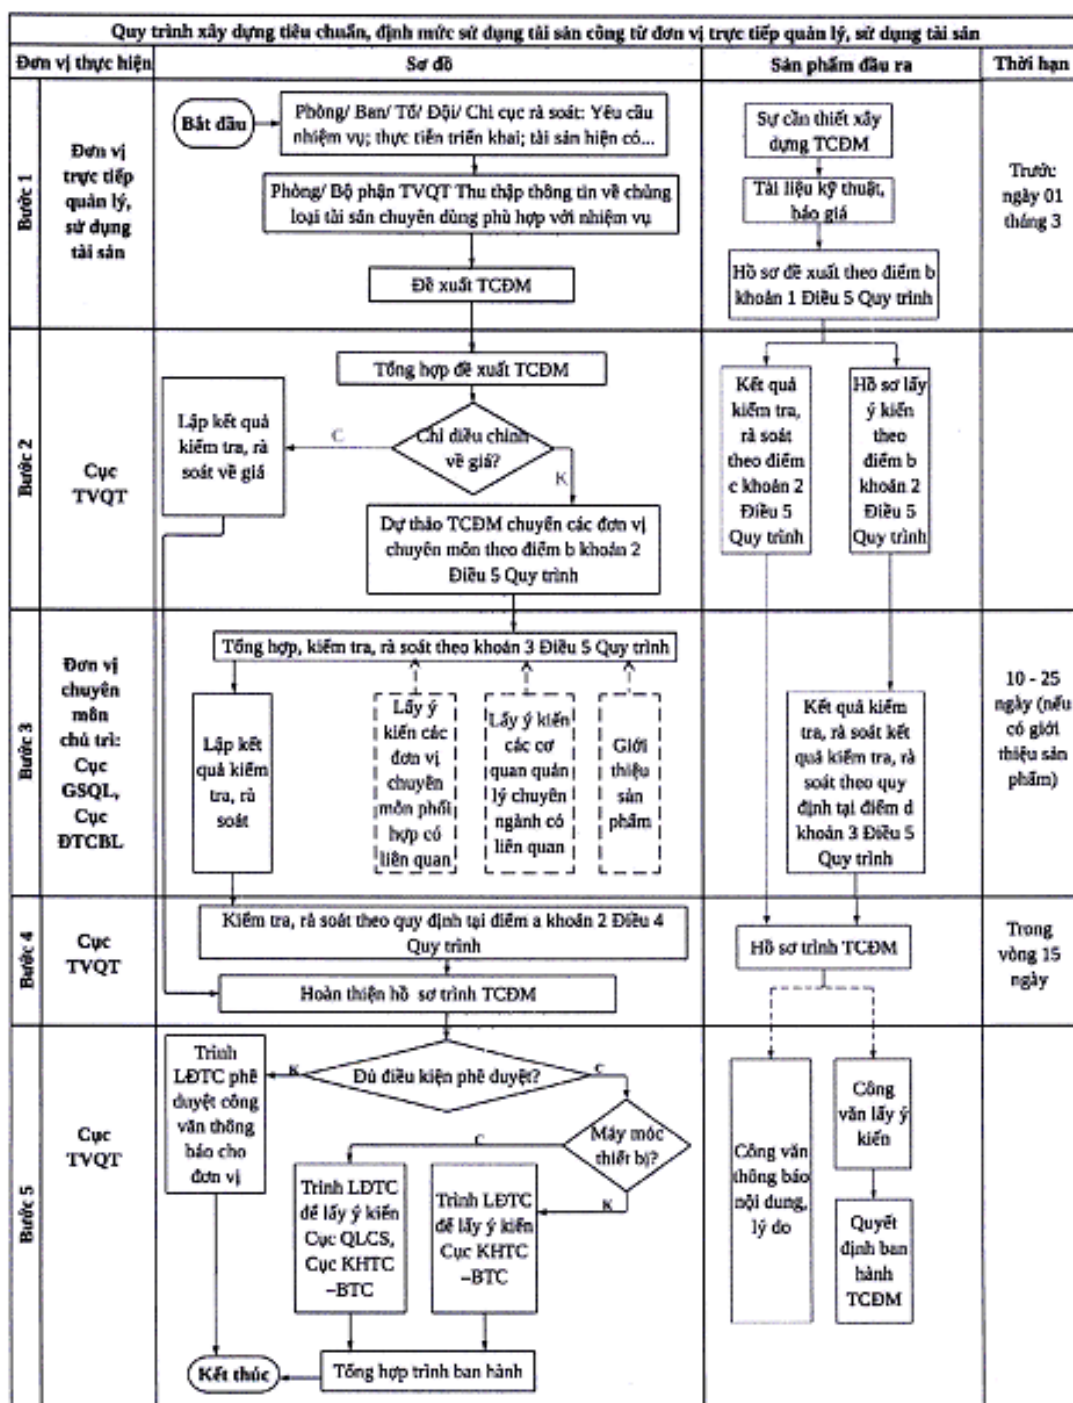 Quy trình xây dựng tiêu chuẩn, định mức sử dụng tài sản công từ đơn vị trực tiếp quản lý, sử dụng tài sản
Đơn vị thực hiện
Sơ đồ
Sản phẩm đầu ra
Thời hạn
Bước 1
Đơn vị
trực tiếp
quản lý,
sử dụng
tài sản
Bắt đầu
Phòng/ Ban/ Tổ/ Đội/ Chi cục rà soát: Yêu cầu
nhiệm vụ; thực tiễn triển khai; tài sản hiện có...
Phòng/ Bộ phận TVQT Thu thập thông tin về chủng
loại tài sản chuyên dùng phù hợp với nhiệm vụ
Đề xuất TCĐM
Sự cần thiết xây
dựng TCĐM
Tài liệu kỹ thuật,
báo giá
Hồ sơ đề xuất theo điểm b
khoản 1 Điều 5 Quy trình
Trước
ngày 01
tháng 3
Bước 2
Cục
TVQT
Tổng hợp đề xuất TCĐM
Chỉ điều chỉnh
về giá?
C
K
Lập kết quả
kiểm tra, rà
soát về giá
Dự thảo TCĐM chuyển các đơn vị
chuyên môn theo điểm b khoản 2
Điều 5 Quy trình
Kết quả
kiểm tra,
rà soát
theo điểm
c khoản 2
Điều 5
Quy trình
Hồ sơ lấy
ý kiến
theo
điểm b
khoản 2
Điều 5
Quy trình
Bước 3
Đơn vị
chuyên
môn
chủ trì:
Cục
GSQL,
Cục
ĐTCBL
Tổng hợp, kiểm tra, rà soát theo khoản 3 Điều 5 Quy trình
Lập kết
quả kiểm
tra, rà
soát
Lấy ý
kiến các
đơn vị
chuyên
môn phối
hợp có
liên quan
Lấy ý kiến
các cơ
quan quản
lý chuyên
ngành có
liên quan
Giới
thiệu
sản
phẩm
Kết quả kiểm
tra, rà soát kết
quả kiểm tra, rà
soát theo quy
định tại điểm d
khoản 3 Điều 5
Quy trình
10 - 25
ngày (nếu
có giới
thiệu sản
phẩm)
Bước 4
Cục
TVQT
Kiểm tra, rà soát theo quy định tại điểm a khoản 2 Điều 4
Quy trình
Hoàn thiện hồ sơ trình TCĐM
Hồ sơ trình TCĐM
Trong
vòng 15
ngày
Bước 5
Cục
TVQT
Đủ điều kiện phê duyệt?
K
C
Trình
LĐTC phê
duyệt công
văn thông
báo cho
đơn vị
Máy móc
thiết bị?
C
K
Trình LĐTC
để lấy ý kiến
Cục QLCS,
Cục KHTC
–BTC
Trình LĐTC
để lấy ý kiến
Cục KHTC
–BTC
Tổng hợp trình ban hành
Kết thúc
Công văn
thông báo
nội dung,
lý do
Công
văn lấy ý
kiến
Quyết
định ban
hành
TCĐM